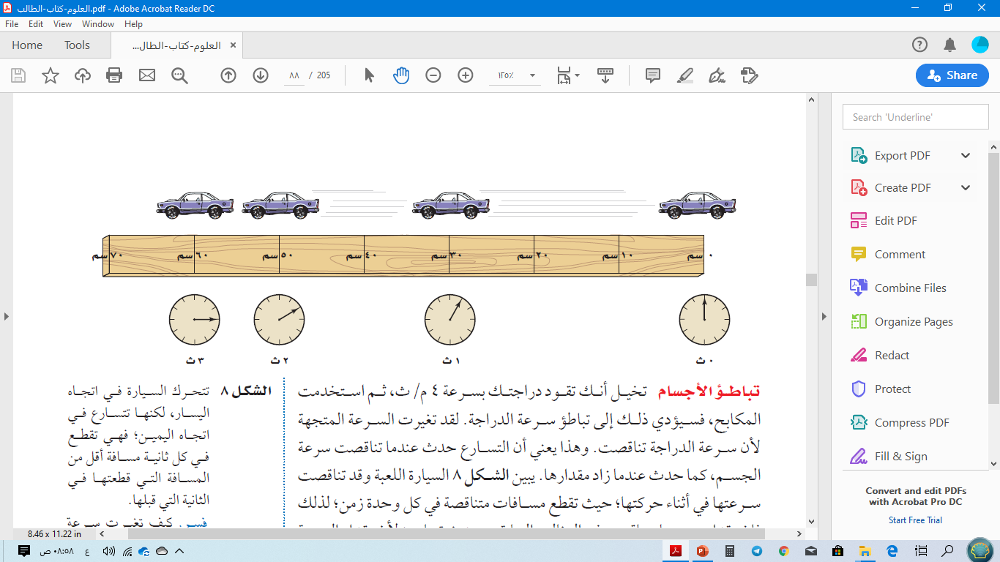 العلوم-كتاب-الطالب.pdf - Adobe Acrobat Reader DC
File Edit View Window Help
Home Tools العلوم-كتاب-الطال...
٨٨ / 205 ١٢٥٪ Share
Search 'Underline'
Export PDF
Create PDF
Edit PDF
Comment
Combine Files
Organize Pages
Redact
Protect
Compress PDF
Fill & Sign
Convert and edit PDFs
with Acrobat Pro DC
Start Free Trial
٠ سم ١٠ سم ٢٠ سم ٣٠ سم ٤٠ سم ٥٠ سم ٦٠ سم ٧٠ سم
٠ ث ١ ث ٢ ث ٣ ث
تباطؤ الأجسام تخيل أنك تقود دراجتك بسرعة ٤ م/ ث، ثم استخدمت
المكابح، فسيؤدي ذلك إلى تباطؤ سرعة الدراجة. لقد تغيرت السرعة المتجهة
لأن سرعة الدراجة تناقصت. وهذا يعني أن التسارع حدث عندما تناقصت سرعة
الجسم، كما حدث عندما زاد مقدارها. يبين الشكل ٨ السيارة اللعبة وقد تناقصت
سرعتها في أثناء حركتها؛ حيث تقطع مسافات متناقصة في كل وحدة زمن؛ لذلك
الشكل ٨ تتحرك السيارة في اتجاه
اليسار، لكنها تتسارع في
اتجاه اليمين؛ فهي تقطع
في كل ثانية مسافة أقل من
المسافة التي قطعتها في
الثانية التي قبلها.
فسر. كيف تغيرت سرعة
8.46 x 11.22 in
٠٨:٥٨ ص ع